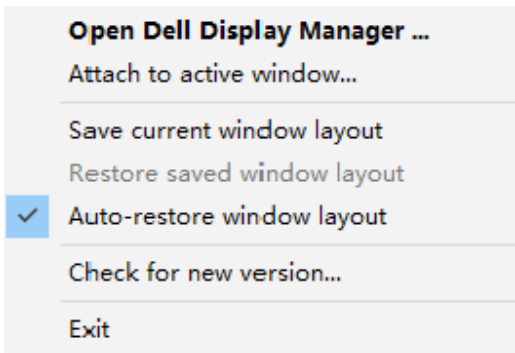 Open Dell Display Manager ...
Attach to active window...
Save current window layout
Restore saved window layout
Auto-restore window layout
Check for new version...
Exit